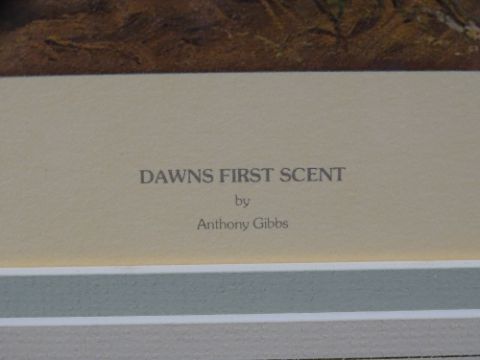 DAWNS FIRST SCENT
by
Anthony Gibbs